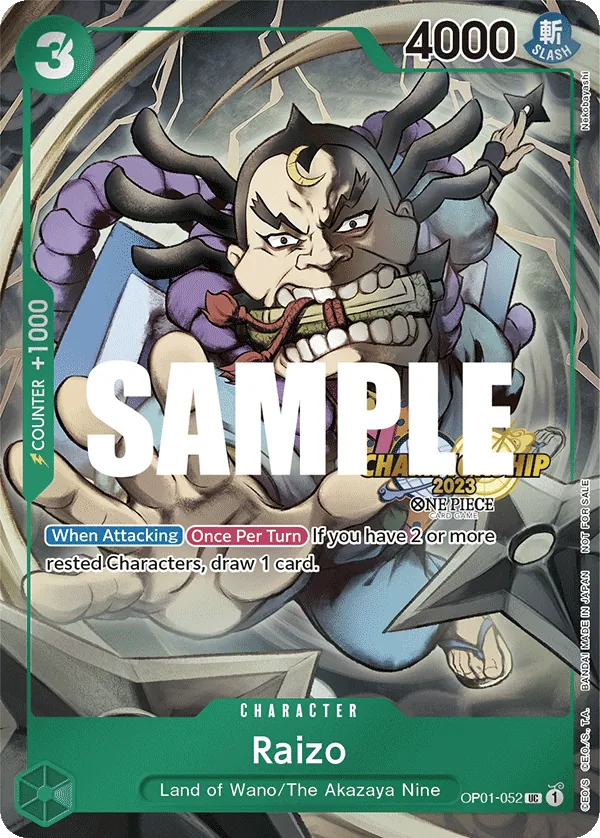 3
4000
斬
SLASH
Nakobayashi
COUNTER +1000
SAMPLE
CHAMPIONSHIP
2023
ONE PIECE
CARD GAME
When Attacking Once Per Turn If you have 2 or more
rested Characters, draw 1 card.
BANDAI MADE IN JAPAN NOT FOR SALE
©E.O/S ©E.O./S., T.A.
CHARACTER
Raizo
Land of Wano/The Akazaya Nine
OP01-052 UC 1